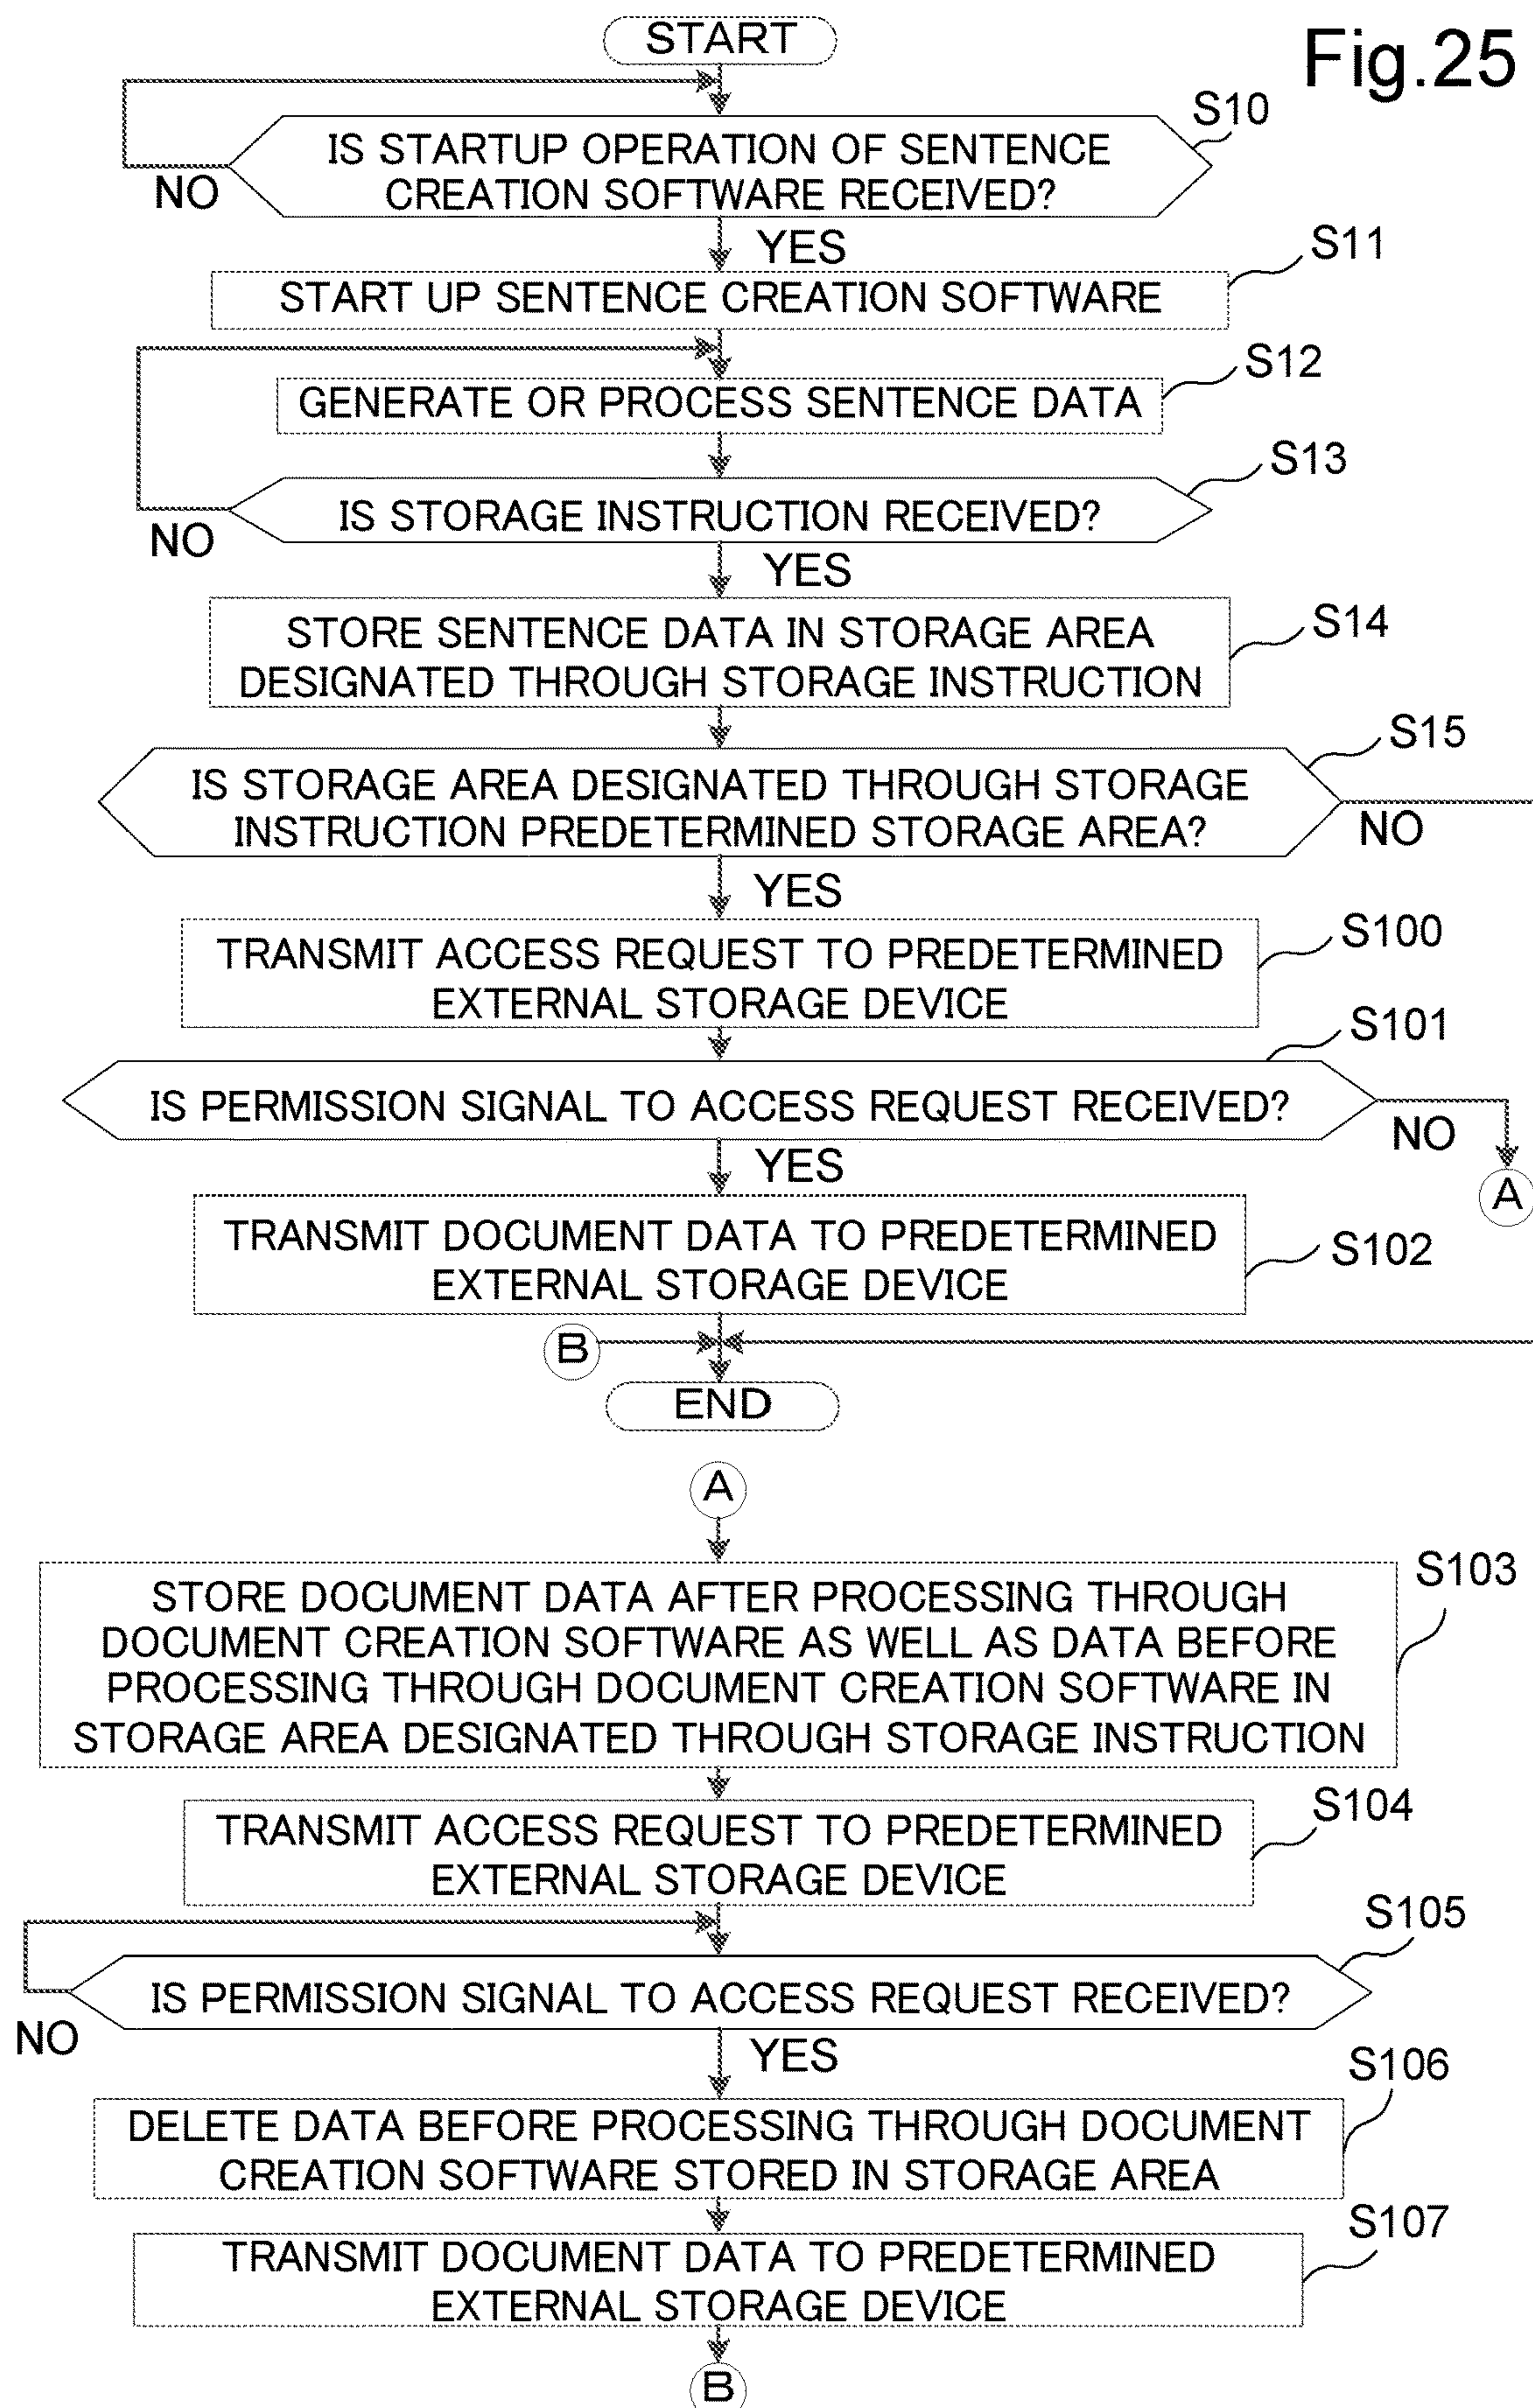 Fig.25
START
S10
IS STARTUP OPERATION OF SENTENCE
CREATION SOFTWARE RECEIVED?
NO
YES
S11
START UP SENTENCE CREATION SOFTWARE
S12
GENERATE OR PROCESS SENTENCE DATA
S13
IS STORAGE INSTRUCTION RECEIVED?
NO
YES
S14
STORE SENTENCE DATA IN STORAGE AREA
DESIGNATED THROUGH STORAGE INSTRUCTION
S15
IS STORAGE AREA DESIGNATED THROUGH STORAGE
INSTRUCTION PREDETERMINED STORAGE AREA?
NO
YES
S100
TRANSMIT ACCESS REQUEST TO PREDETERMINED
EXTERNAL STORAGE DEVICE
S101
IS PERMISSION SIGNAL TO ACCESS REQUEST RECEIVED?
NO
YES
A
S102
TRANSMIT DOCUMENT DATA TO PREDETERMINED
EXTERNAL STORAGE DEVICE
B
END
A
S103
STORE DOCUMENT DATA AFTER PROCESSING THROUGH
DOCUMENT CREATION SOFTWARE AS WELL AS DATA BEFORE
PROCESSING THROUGH DOCUMENT CREATION SOFTWARE IN
STORAGE AREA DESIGNATED THROUGH STORAGE INSTRUCTION
S104
TRANSMIT ACCESS REQUEST TO PREDETERMINED
EXTERNAL STORAGE DEVICE
S105
IS PERMISSION SIGNAL TO ACCESS REQUEST RECEIVED?
NO
YES
S106
DELETE DATA BEFORE PROCESSING THROUGH DOCUMENT
CREATION SOFTWARE STORED IN STORAGE AREA
S107
TRANSMIT DOCUMENT DATA TO PREDETERMINED
EXTERNAL STORAGE DEVICE
B